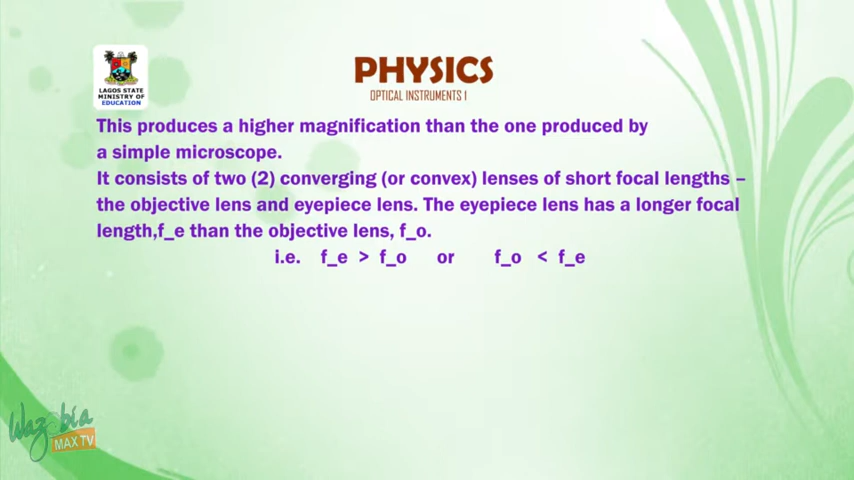 LAGOS STATE
MINISTRY OF
EDUCATION
PHYSICS
OPTICAL INSTRUMENTS 1
This produces a higher magnification than the one produced by
a simple microscope.
It consists of two (2) converging (or convex) lenses of short focal lengths –
the objective lens and eyepiece lens. The eyepiece lens has a longer focal
length,f_e than the objective lens, f_o.
i.e. f_e > f_o or f_o < f_e
Wazobia
MAX TV